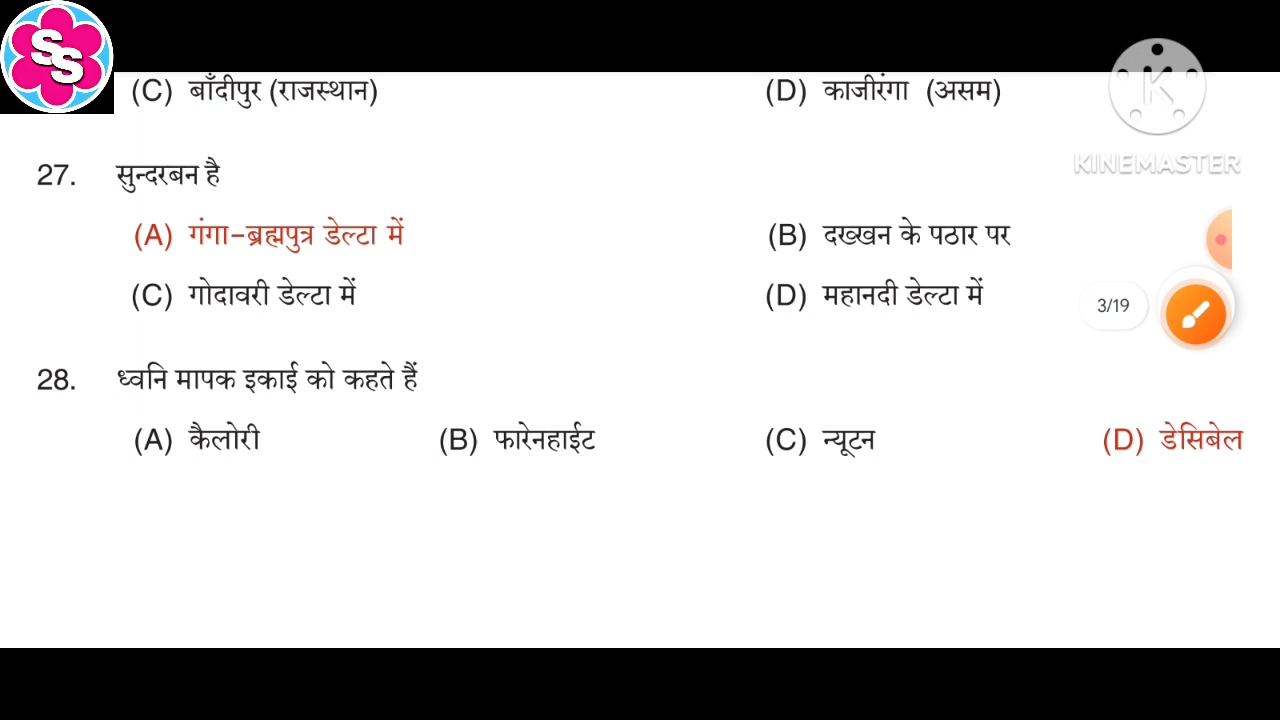 SS
(C) बाँदीपुर (राजस्थान) (D) काजीरंगा (असम)
KINEMASTER
27. सुन्दरबन है
(A) गंगा-ब्रह्मपुत्र डेल्टा में (B) दख्खन के पठार पर
(C) गोदावरी डेल्टा में (D) महानदी डेल्टा में
3/19
28. ध्वनि मापक इकाई को कहते हैं
(A) कैलोरी (B) फारेनहाईट (C) न्यूटन (D) डेसिबेल